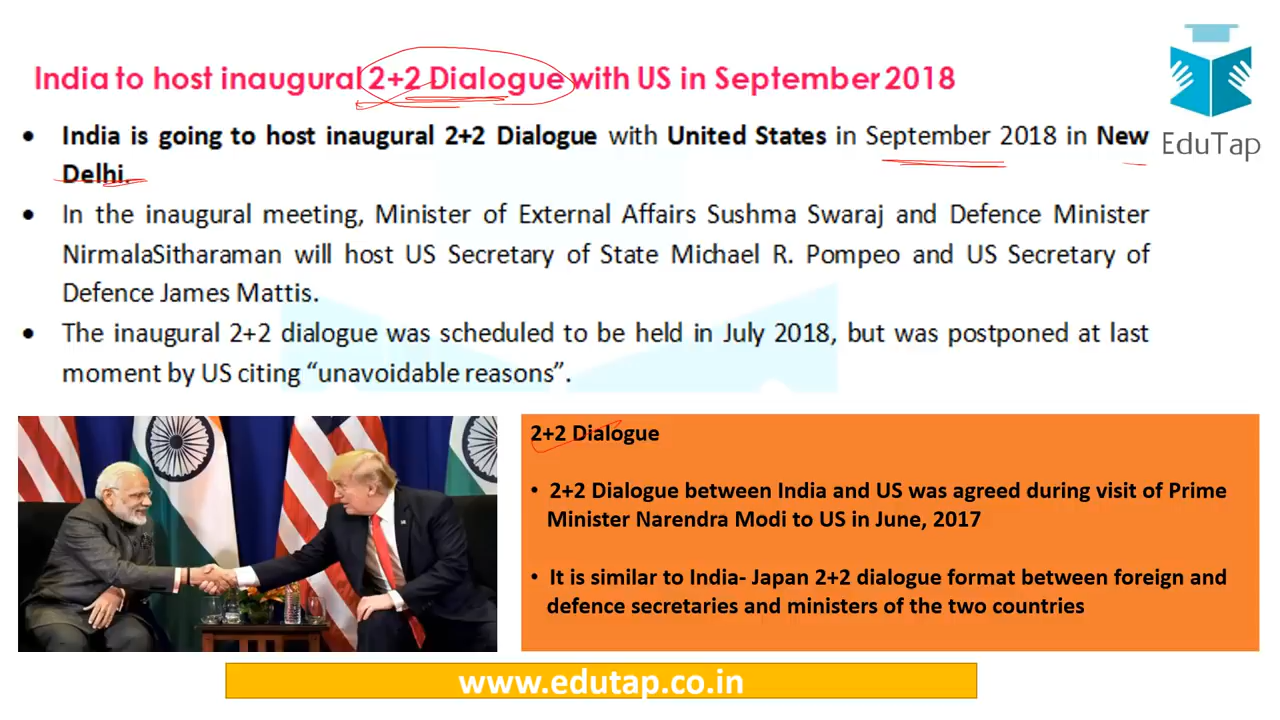 India to host inaugural 2+2 Dialogue with US in September 2018
• India is going to host inaugural 2+2 Dialogue with United States in September 2018 in New
Delhi.
• In the inaugural meeting, Minister of External Affairs Sushma Swaraj and Defence Minister
NirmalaSitharaman will host US Secretary of State Michael R. Pompeo and US Secretary of
Defence James Mattis.
• The inaugural 2+2 dialogue was scheduled to be held in July 2018, but was postponed at last
moment by US citing “unavoidable reasons”.
EduTap
2+2 Dialogue
• 2+2 Dialogue between India and US was agreed during visit of Prime
Minister Narendra Modi to US in June, 2017
• It is similar to India- Japan 2+2 dialogue format between foreign and
defence secretaries and ministers of the two countries
www.edutap.co.in